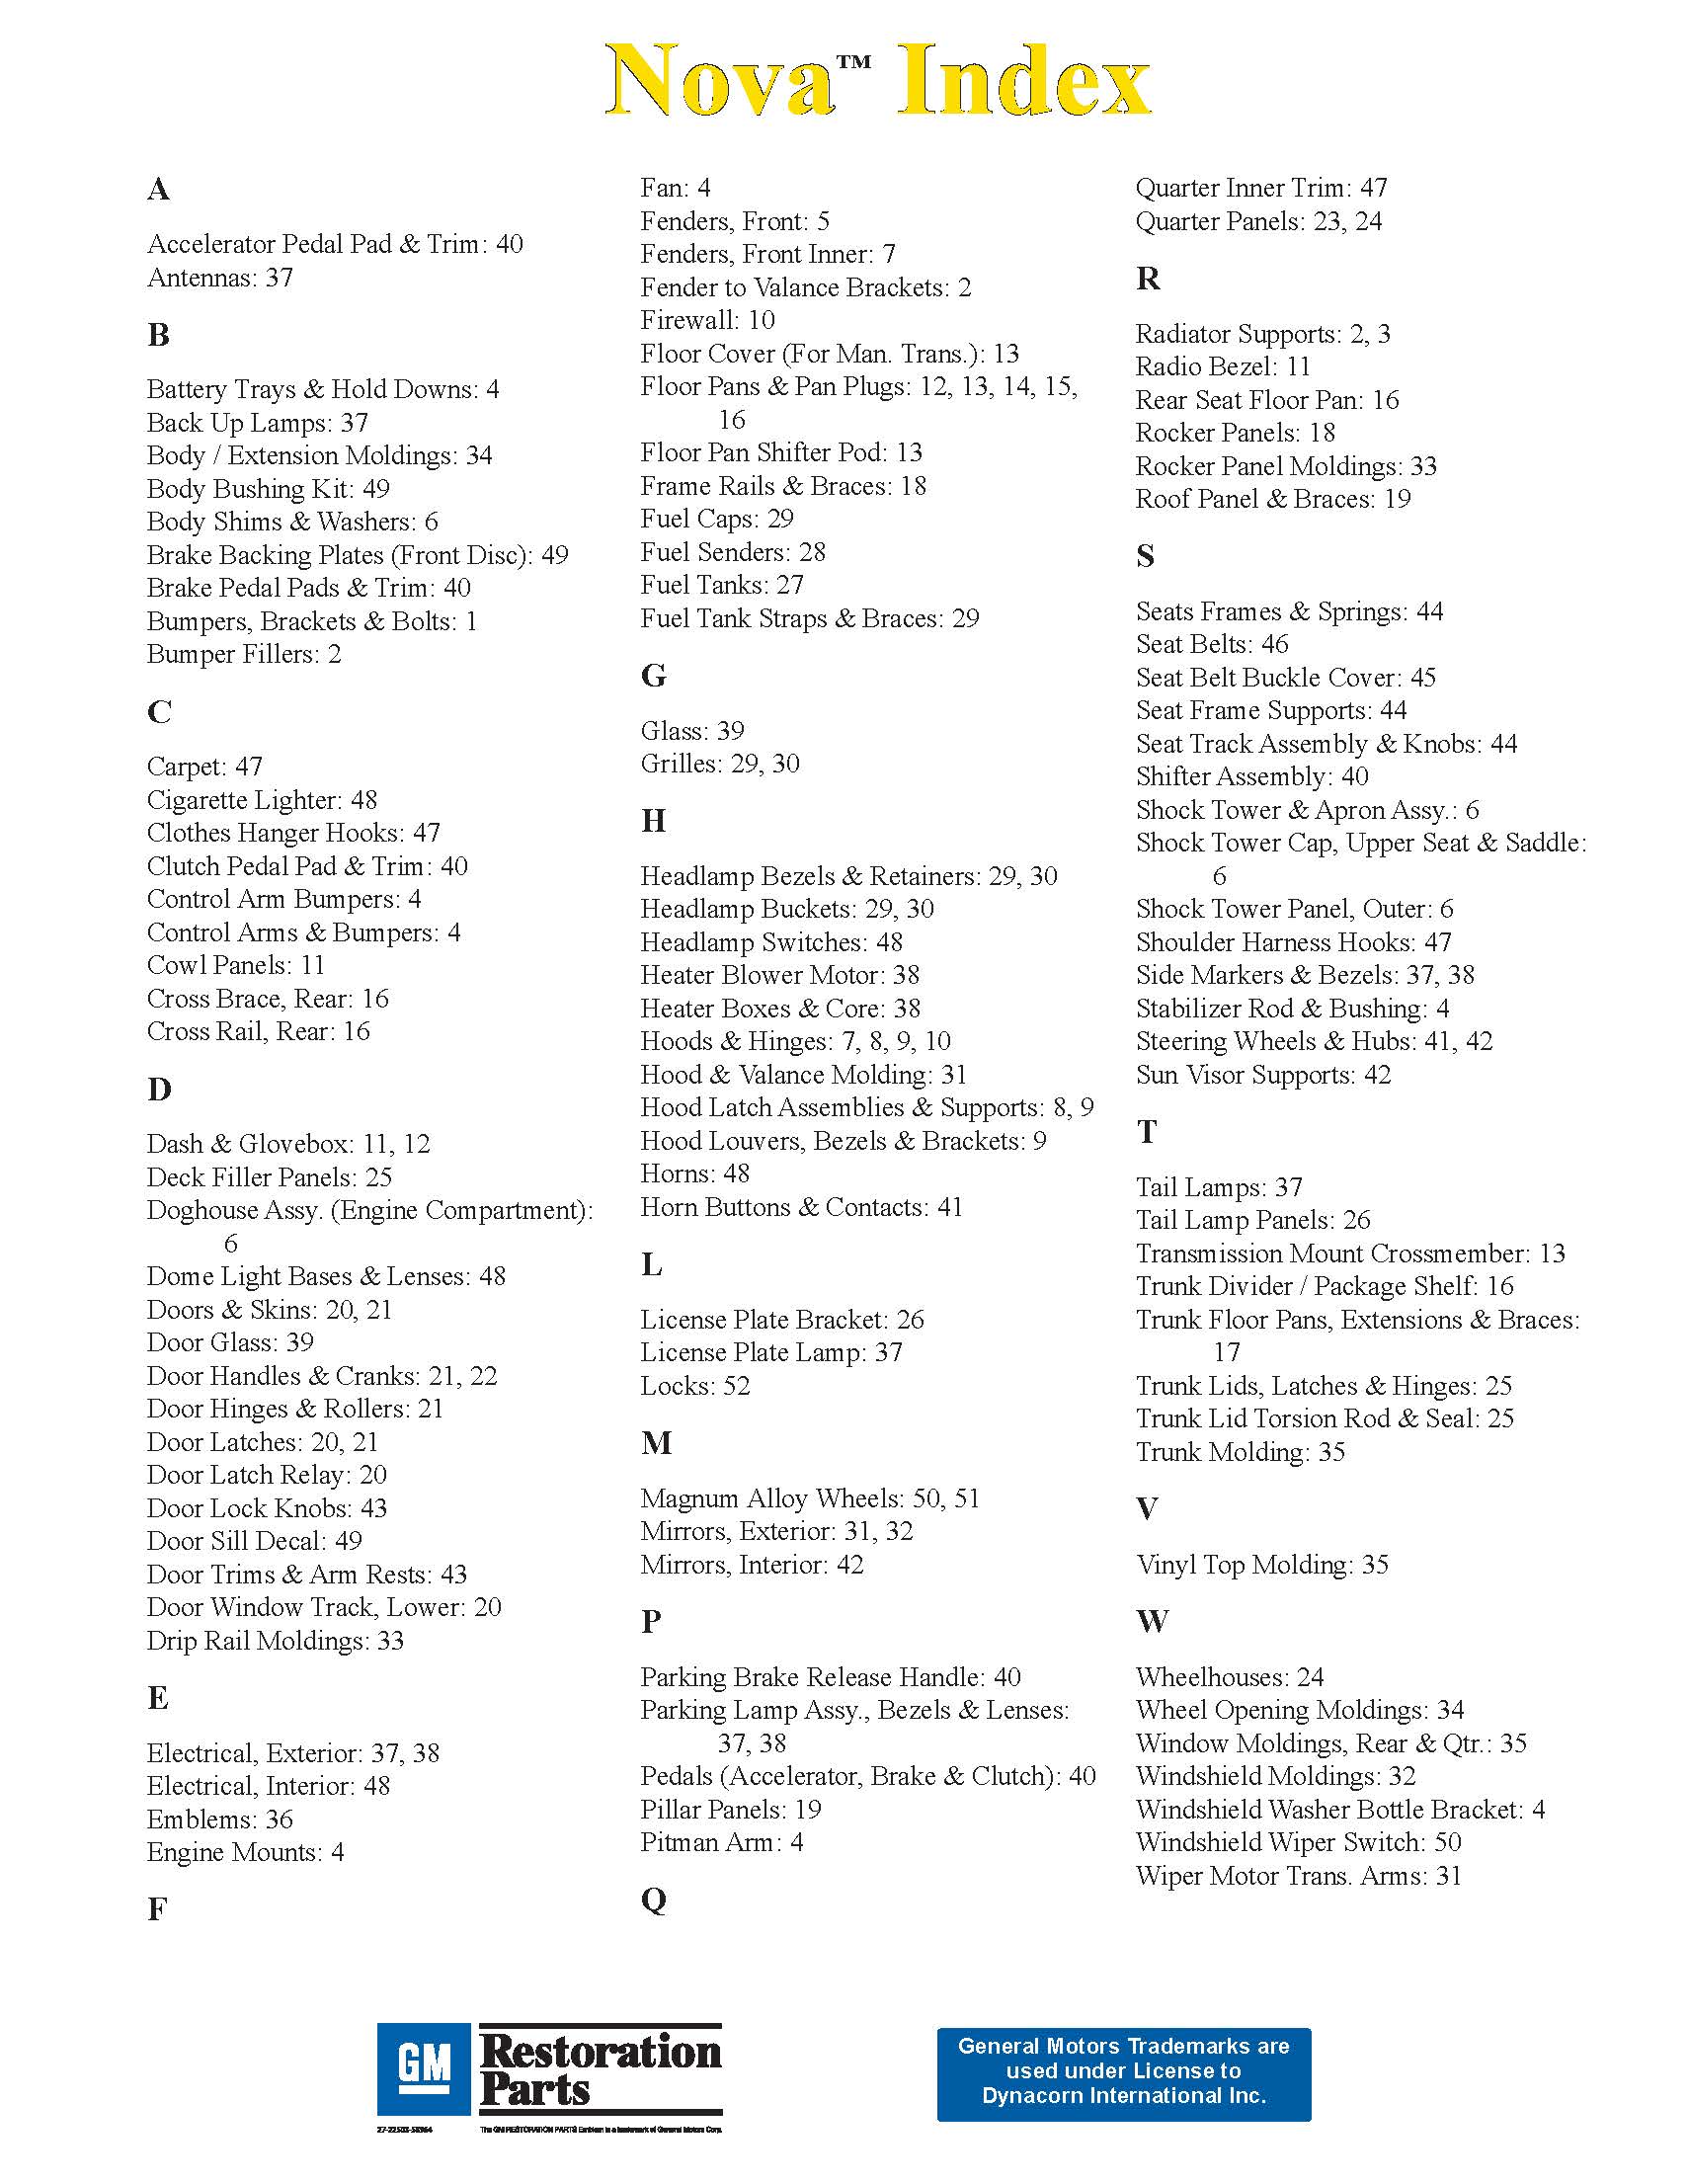 Nova™ Index
A
Accelerator Pedal Pad & Trim: 40
Antennas: 37
B
Battery Trays & Hold Downs: 4
Back Up Lamps: 37
Body / Extension Moldings: 34
Body Bushing Kit: 49
Body Shims & Washers: 6
Brake Backing Plates (Front Disc): 49
Brake Pedal Pads & Trim: 40
Bumpers, Brackets & Bolts: 1
Bumper Fillers: 2
C
Carpet: 47
Cigarette Lighter: 48
Clothes Hanger Hooks: 47
Clutch Pedal Pad & Trim: 40
Control Arm Bumpers: 4
Control Arms & Bumpers: 4
Cowl Panels: 11
Cross Brace, Rear: 16
Cross Rail, Rear: 16
D
Dash & Glovebox: 11, 12
Deck Filler Panels: 25
Doghouse Assy. (Engine Compartment):
6
Dome Light Bases & Lenses: 48
Doors & Skins: 20, 21
Door Glass: 39
Door Handles & Cranks: 21, 22
Door Hinges & Rollers: 21
Door Latches: 20, 21
Door Latch Relay: 20
Door Lock Knobs: 43
Door Sill Decal: 49
Door Trims & Arm Rests: 43
Door Window Track, Lower: 20
Drip Rail Moldings: 33
E
Electrical, Exterior: 37, 38
Electrical, Interior: 48
Emblems: 36
Engine Mounts: 4
F
Fan: 4
Fenders, Front: 5
Fenders, Front Inner: 7
Fender to Valance Brackets: 2
Firewall: 10
Floor Cover (For Man. Trans.): 13
Floor Pans & Pan Plugs: 12, 13, 14, 15,
16
Floor Pan Shifter Pod: 13
Frame Rails & Braces: 18
Fuel Caps: 29
Fuel Senders: 28
Fuel Tanks: 27
Fuel Tank Straps & Braces: 29
G
Glass: 39
Grilles: 29, 30
H
Headlamp Bezels & Retainers: 29, 30
Headlamp Buckets: 29, 30
Headlamp Switches: 48
Heater Blower Motor: 38
Heater Boxes & Core: 38
Hoods & Hinges: 7, 8, 9, 10
Hood & Valance Molding: 31
Hood Latch Assemblies & Supports: 8, 9
Hood Louvers, Bezels & Brackets: 9
Horns: 48
Horn Buttons & Contacts: 41
L
License Plate Bracket: 26
License Plate Lamp: 37
Locks: 52
M
Magnum Alloy Wheels: 50, 51
Mirrors, Exterior: 31, 32
Mirrors, Interior: 42
P
Parking Brake Release Handle: 40
Parking Lamp Assy., Bezels & Lenses:
37, 38
Pedals (Accelerator, Brake & Clutch): 40
Pillar Panels: 19
Pitman Arm: 4
Q
Quarter Inner Trim: 47
Quarter Panels: 23, 24
R
Radiator Supports: 2, 3
Radio Bezel: 11
Rear Seat Floor Pan: 16
Rocker Panels: 18
Rocker Panel Moldings: 33
Roof Panel & Braces: 19
S
Seats Frames & Springs: 44
Seat Belts: 46
Seat Belt Buckle Cover: 45
Seat Frame Supports: 44
Seat Track Assembly & Knobs: 44
Shifter Assembly: 40
Shock Tower & Apron Assy.: 6
Shock Tower Cap, Upper Seat & Saddle:
6
Shock Tower Panel, Outer: 6
Shoulder Harness Hooks: 47
Side Markers & Bezels: 37, 38
Stabilizer Rod & Bushing: 4
Steering Wheels & Hubs: 41, 42
Sun Visor Supports: 42
T
Tail Lamps: 37
Tail Lamp Panels: 26
Transmission Mount Crossmember: 13
Trunk Divider / Package Shelf: 16
Trunk Floor Pans, Extensions & Braces:
17
Trunk Lids, Latches & Hinges: 25
Trunk Lid Torsion Rod & Seal: 25
Trunk Molding: 35
V
Vinyl Top Molding: 35
W
Wheelhouses: 24
Wheel Opening Moldings: 34
Window Moldings, Rear & Qtr.: 35
Windshield Moldings: 32
Windshield Washer Bottle Bracket: 4
Windshield Wiper Switch: 50
Wiper Motor Trans. Arms: 31
GM
Restoration
Parts
The GM RESTORATION PARTS Emblem is a trademark of General Motors Corp.
General Motors Trademarks are
used under License to
Dynacorn International Inc.